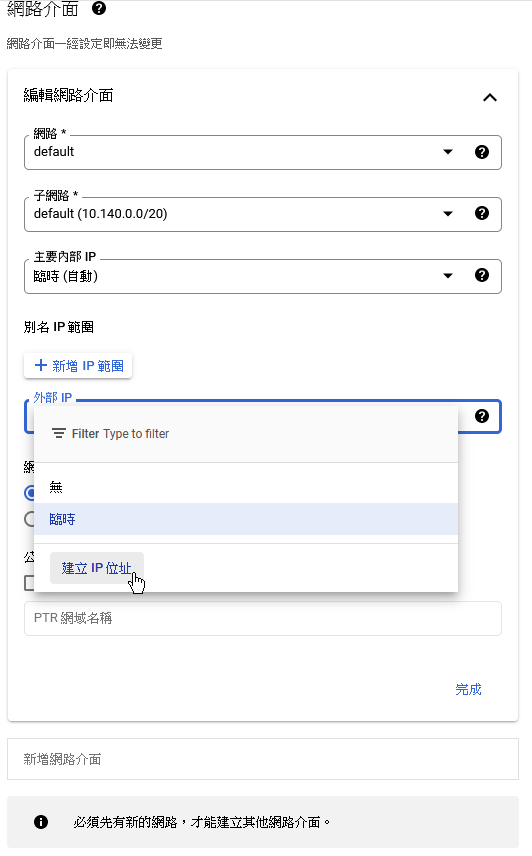 網路介面
網路介面一經設定即無法變更
編輯網路介面
網路 *
default
子網路 *
default (10.140.0.0/20)
主要內部 IP
臨時 (自動)
別名 IP 範圍
新增 IP 範圍
外部 IP
Filter Type to filter
網
無
臨時
公
建立 IP 位址
PTR 網域名稱
完成
新增網路介面
必須先有新的網路，才能建立其他網路介面。